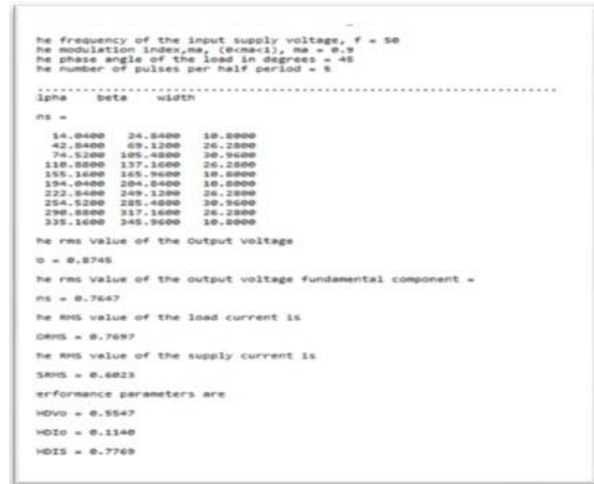 he frequency of the input supply voltage, f = 50
he modulation index,ma, (0<ma<1), ma = 0.9
he phase angle of the load in degrees = 45
he number of pulses per half period = 5
----------------------------------------------------------------
lpha beta width
ns =
14.0400 24.8400 10.8000
42.8400 69.1200 26.2800
74.5200 105.4800 30.9600
110.8800 137.1600 26.2800
155.1600 165.9600 10.8000
194.0400 204.8400 10.8000
222.8400 249.1200 26.2800
254.5200 285.4800 30.9600
290.8800 317.1600 26.2800
335.1600 345.9600 10.8000
he rms Value of the Output Voltage
o = 0.8745
he rms Value of the output voltage fundamental component =
ns = 0.7647
he RMS value of the load current is
ORMS = 0.7697
he RMS value of the supply current is
SRMS = 0.6023
erformance parameters are
HDVo = 0.5547
HDIo = 0.1140
HDIS = 0.7769